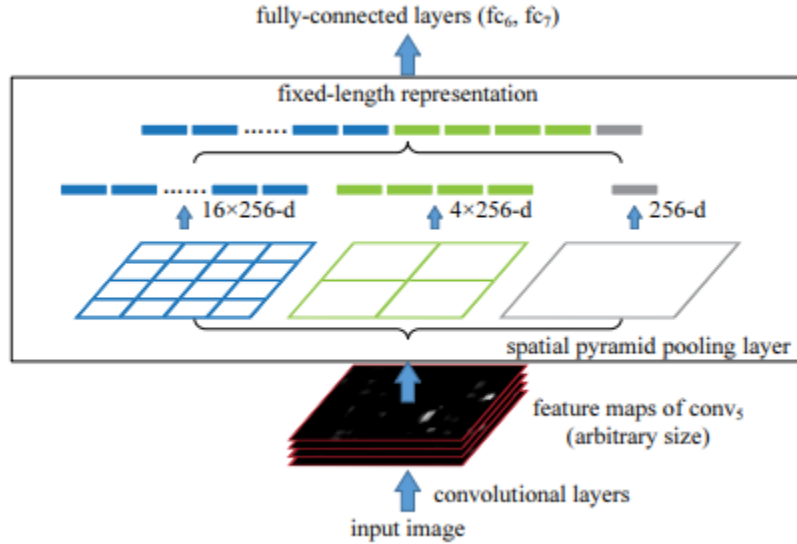 fully-connected layers (fc₆, fc₇)
fixed-length representation
......
......
16×256-d
4×256-d
256-d
spatial pyramid pooling layer
feature maps of conv₅
(arbitrary size)
convolutional layers
input image